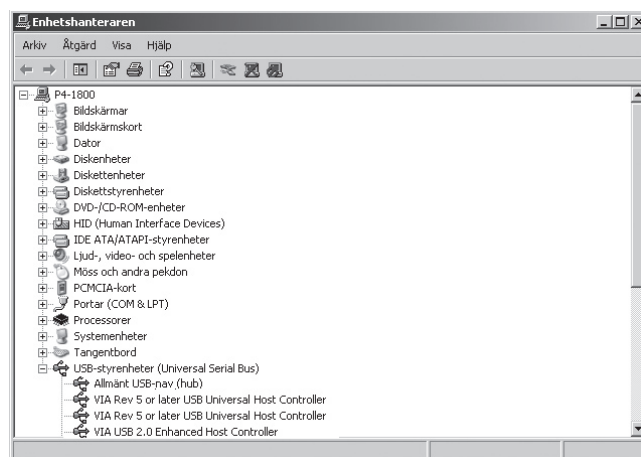 Enhetshanteraren
Arkiv Åtgärd Visa Hjälp
P4-1800
Bildskärmar
Bildskärmskort
Dator
Diskenheter
Diskettenheter
Diskettstyrenheter
DVD-/CD-ROM-enheter
HID (Human Interface Devices)
IDE ATA/ATAPI-styrenheter
Ljud-, video- och spelenheter
Möss och andra pekdon
PCMCIA-kort
Portar (COM & LPT)
Processorer
Systemenheter
Tangentbord
USB-styrenheter (Universal Serial Bus)
Allmänt USB-nav (hub)
VIA Rev 5 or later USB Universal Host Controller
VIA Rev 5 or later USB Universal Host Controller
VIA USB 2.0 Enhanced Host Controller